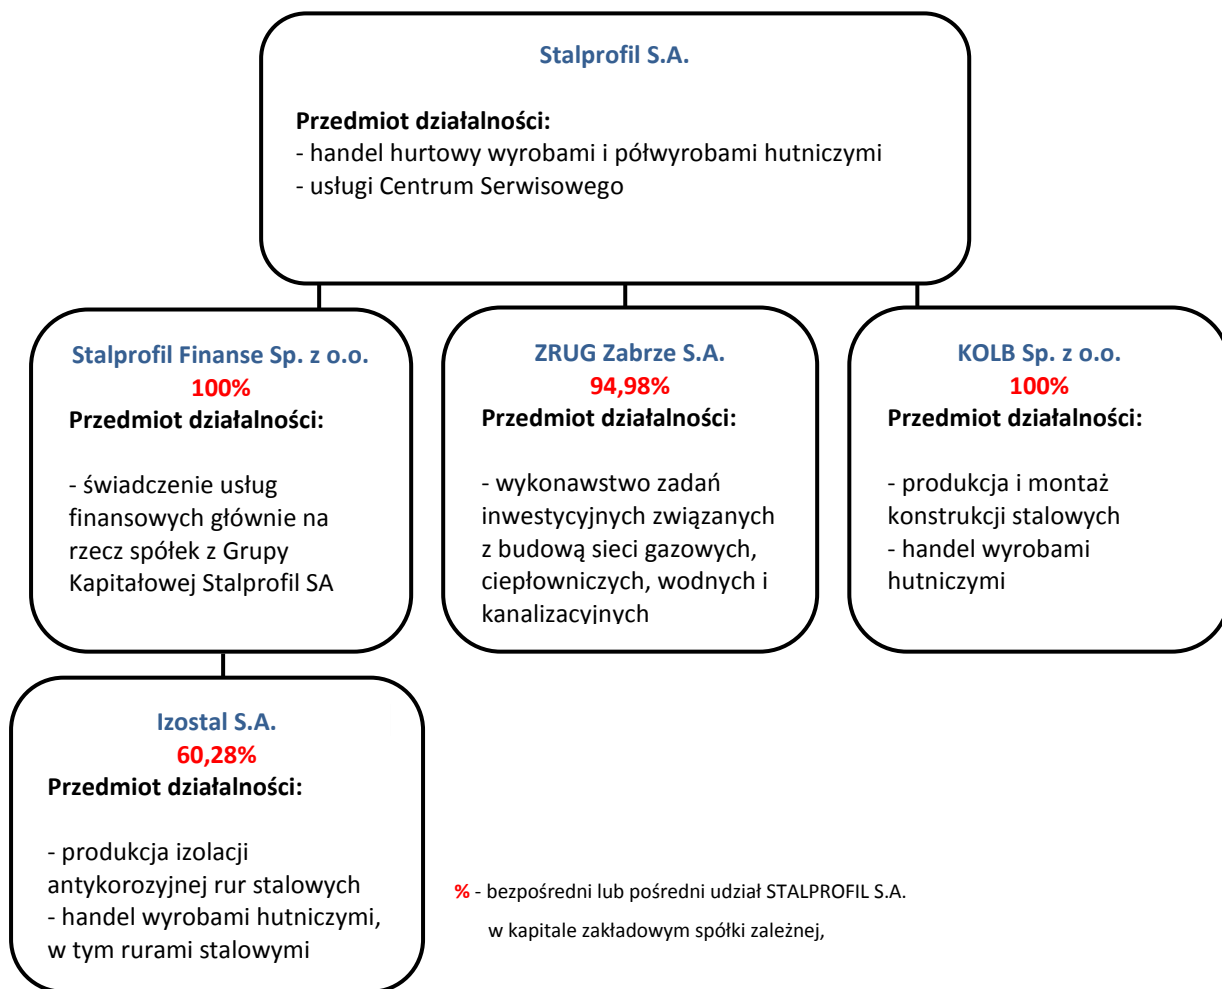 Stalprofil S.A.
Przedmiot działalności:
- handel hurtowy wyrobami i półwyrobami hutniczymi
- usługi Centrum Serwisowego
Stalprofil Finanse Sp. z o.o.
100%
Przedmiot działalności:
- świadczenie usług
finansowych głównie na
rzecz spółek z Grupy
Kapitałowej Stalprofil SA
ZRUG Zabrze S.A.
94,98%
Przedmiot działalności:
- wykonawstwo zadań
inwestycyjnych związanych
z budową sieci gazowych,
ciepłowniczych, wodnych i
kanalizacyjnych
KOLB Sp. z o.o.
100%
Przedmiot działalności:
- produkcja i montaż
konstrukcji stalowych
- handel wyrobami
hutniczymi
Izostal S.A.
60,28%
Przedmiot działalności:
- produkcja izolacji
antykorozyjnej rur stalowych
- handel wyrobami hutniczymi,
w tym rurami stalowymi
% - bezpośredni lub pośredni udział STALPROFIL S.A.
w kapitale zakładowym spółki zależnej,